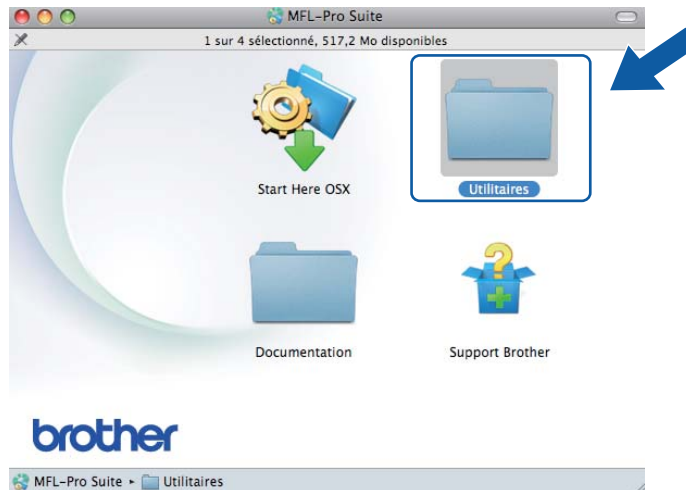 MFL-Pro Suite
1 sur 4 sélectionné, 517,2 Mo disponibles
Start Here OSX
Utilitaires
Documentation
Support Brother
brother
MFL-Pro Suite ▸ Utilitaires